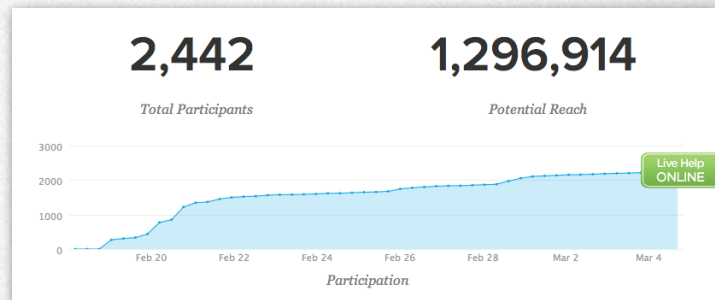 2,442
1,296,914
Total Participants
Potential Reach
3000
2000
1000
0
Live Help
ONLINE
Feb 20
Feb 22
Feb 24
Feb 26
Feb 28
Mar 2
Mar 4
Participation